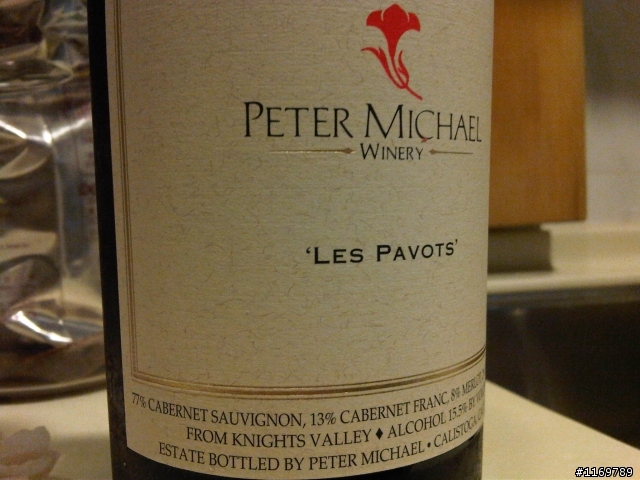 PETER MICHAEL
WINERY
'LES PAVOTS'
77% CABERNET SAUVIGNON, 13% CABERNET FRANC, 8% MERLOT
FROM KNIGHTS VALLEY ♦ ALCOHOL 15.5% BY
ESTATE BOTTLED BY PETER MICHAEL • CALISTOGA,
#1169789